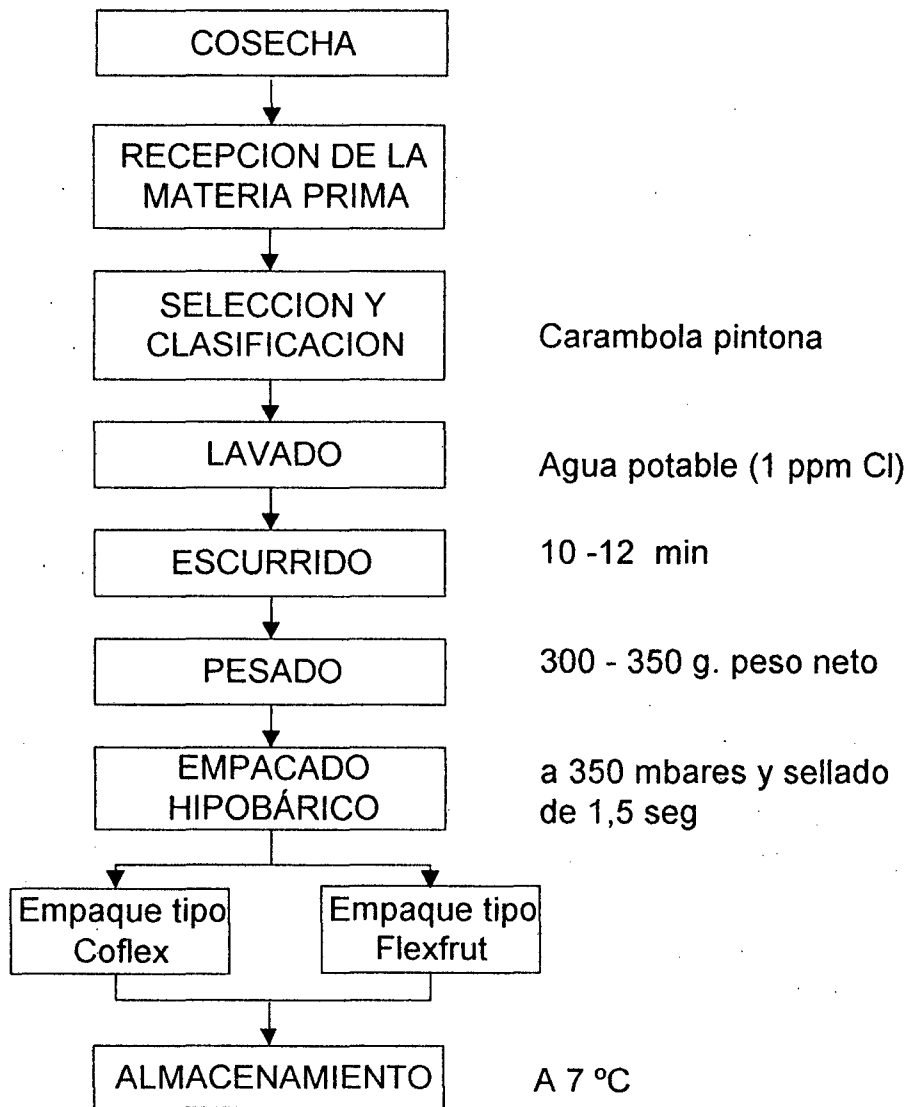 COSECHA
RECEPCION DE LA
MATERIA PRIMA
SELECCION Y
CLASIFICACION
Carambola pintona
LAVADO
Agua potable (1 ppm Cl)
ESCURRIDO
10 -12 min
PESADO
300 - 350 g. peso neto
EMPACADO
HIPOBÁRICO
a 350 mbares y sellado
de 1,5 seg
Empaque tipo
Coflex
Empaque tipo
Flexfrut
ALMACENAMIENTO
A 7 ºC